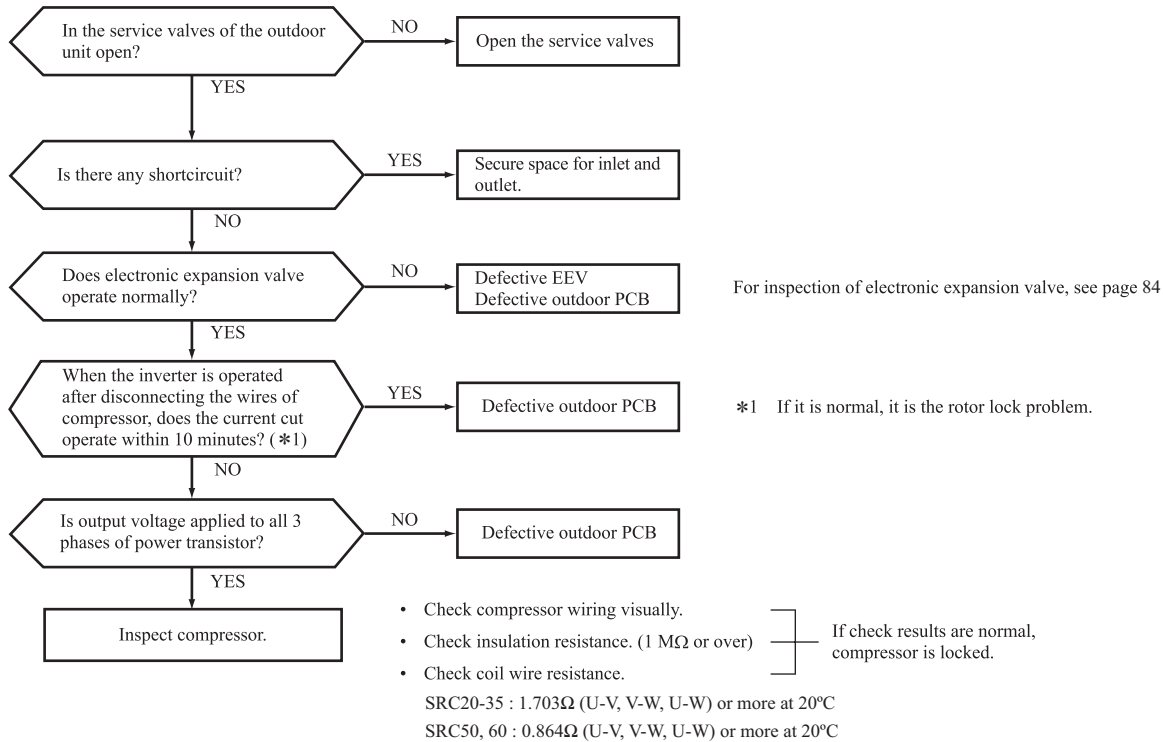 In the service valves of the outdoor
unit open?
NO
Open the service valves
YES
Is there any shortcircuit?
YES
Secure space for inlet and
outlet.
NO
Does electronic expansion valve
operate normally?
NO
Defective EEV
Defective outdoor PCB
For inspection of electronic expansion valve, see page 84
YES
When the inverter is operated
after disconnecting the wires of
compressor, does the current cut
operate within 10 minutes? (∗1)
YES
Defective outdoor PCB
∗1 If it is normal, it is the rotor lock problem.
NO
Is output voltage applied to all 3
phases of power transistor?
NO
Defective outdoor PCB
YES
Inspect compressor.
• Check compressor wiring visually.
• Check insulation resistance. (1 MΩ or over)
• Check coil wire resistance.
SRC20-35 : 1.703Ω (U-V, V-W, U-W) or more at 20ºC
SRC50, 60 : 0.864Ω (U-V, V-W, U-W) or more at 20ºC
If check results are normal,
compressor is locked.